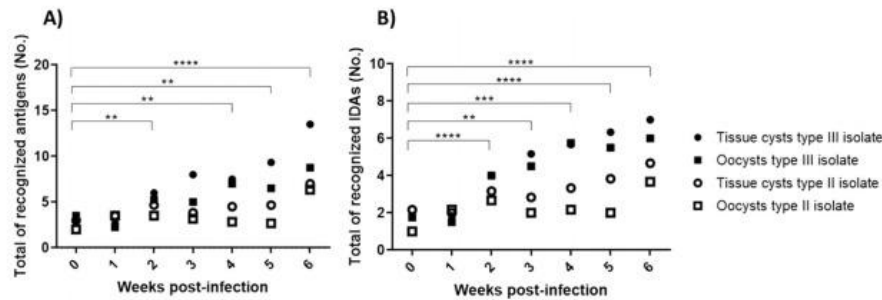 A)
Total of recognized antigens (No.)
20
15
10
5
0
****
**
**
**
0 1 2 3 4 5 6
Weeks post-infection
B)
Total of recognized IDAs (No.)
10
8
6
4
2
0
****
****
***
**
****
0 1 2 3 4 5 6
Weeks post-infection
Tissue cysts type III isolate
Oocysts type III isolate
Tissue cysts type II isolate
Oocysts type II isolate